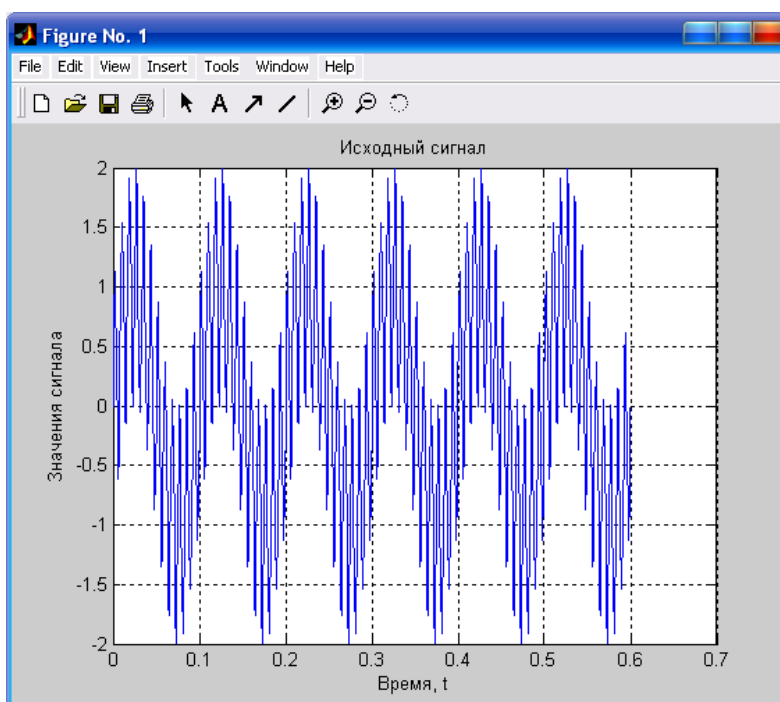 Figure No. 1
File Edit View Insert Tools Window Help
A
Исходный сигнал
2
1.5
1
0.5
0
-0.5
-1
-1.5
-2
Значения сигнала
0 0.1 0.2 0.3 0.4 0.5 0.6 0.7
Время, t